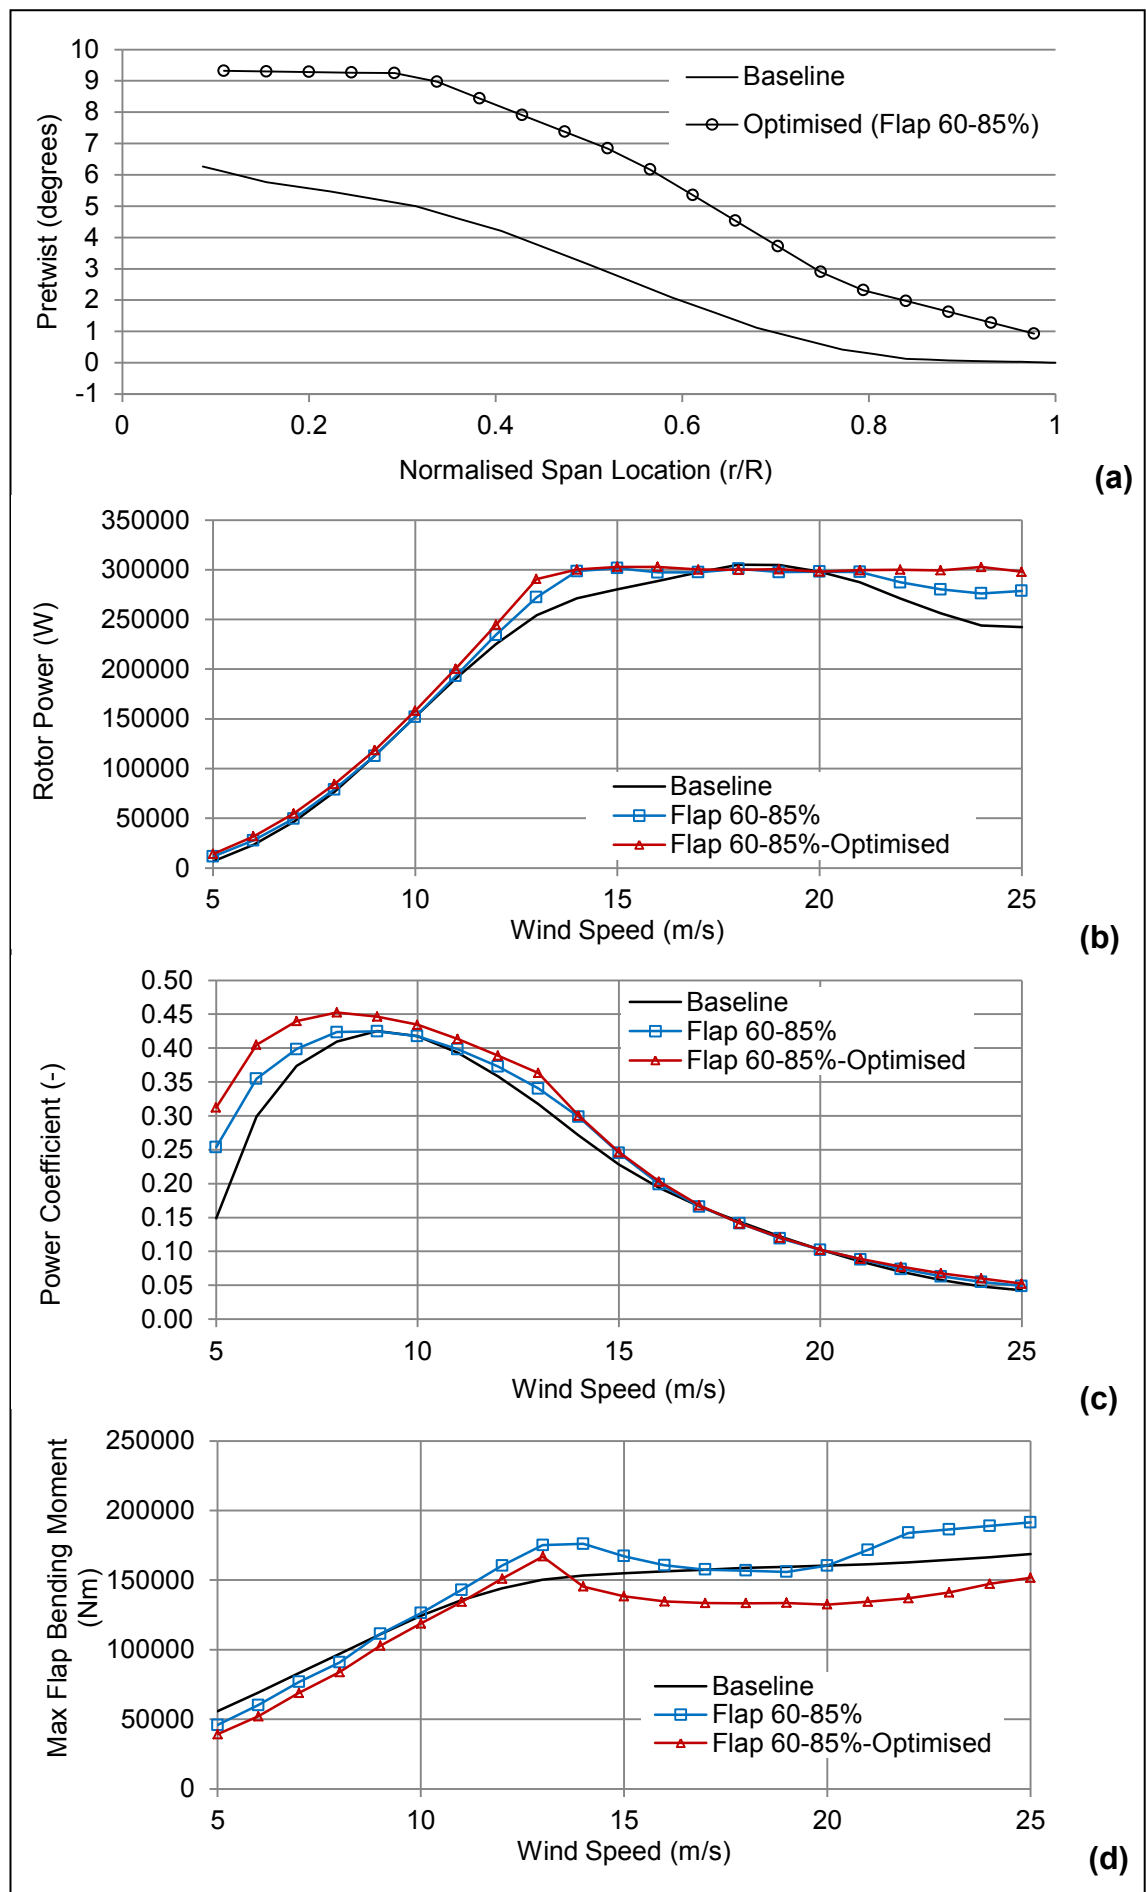 10
9
8
7
6
5
4
3
2
1
0
-1
Pretwist (degrees)
Baseline
Optimised (Flap 60-85%)
0 0.2 0.4 0.6 0.8 1
Normalised Span Location (r/R)
(a)
350000
300000
250000
200000
150000
100000
50000
0
Rotor Power (W)
Baseline
Flap 60-85%
Flap 60-85%-Optimised
5 10 15 20 25
Wind Speed (m/s)
(b)
0.50
0.45
0.40
0.35
0.30
0.25
0.20
0.15
0.10
0.05
0.00
Power Coefficient (-)
Baseline
Flap 60-85%
Flap 60-85%-Optimised
5 10 15 20 25
Wind Speed (m/s)
(c)
250000
200000
150000
100000
50000
0
Max Flap Bending Moment
(Nm)
Baseline
Flap 60-85%
Flap 60-85%-Optimised
5 10 15 20 25
Wind Speed (m/s)
(d)